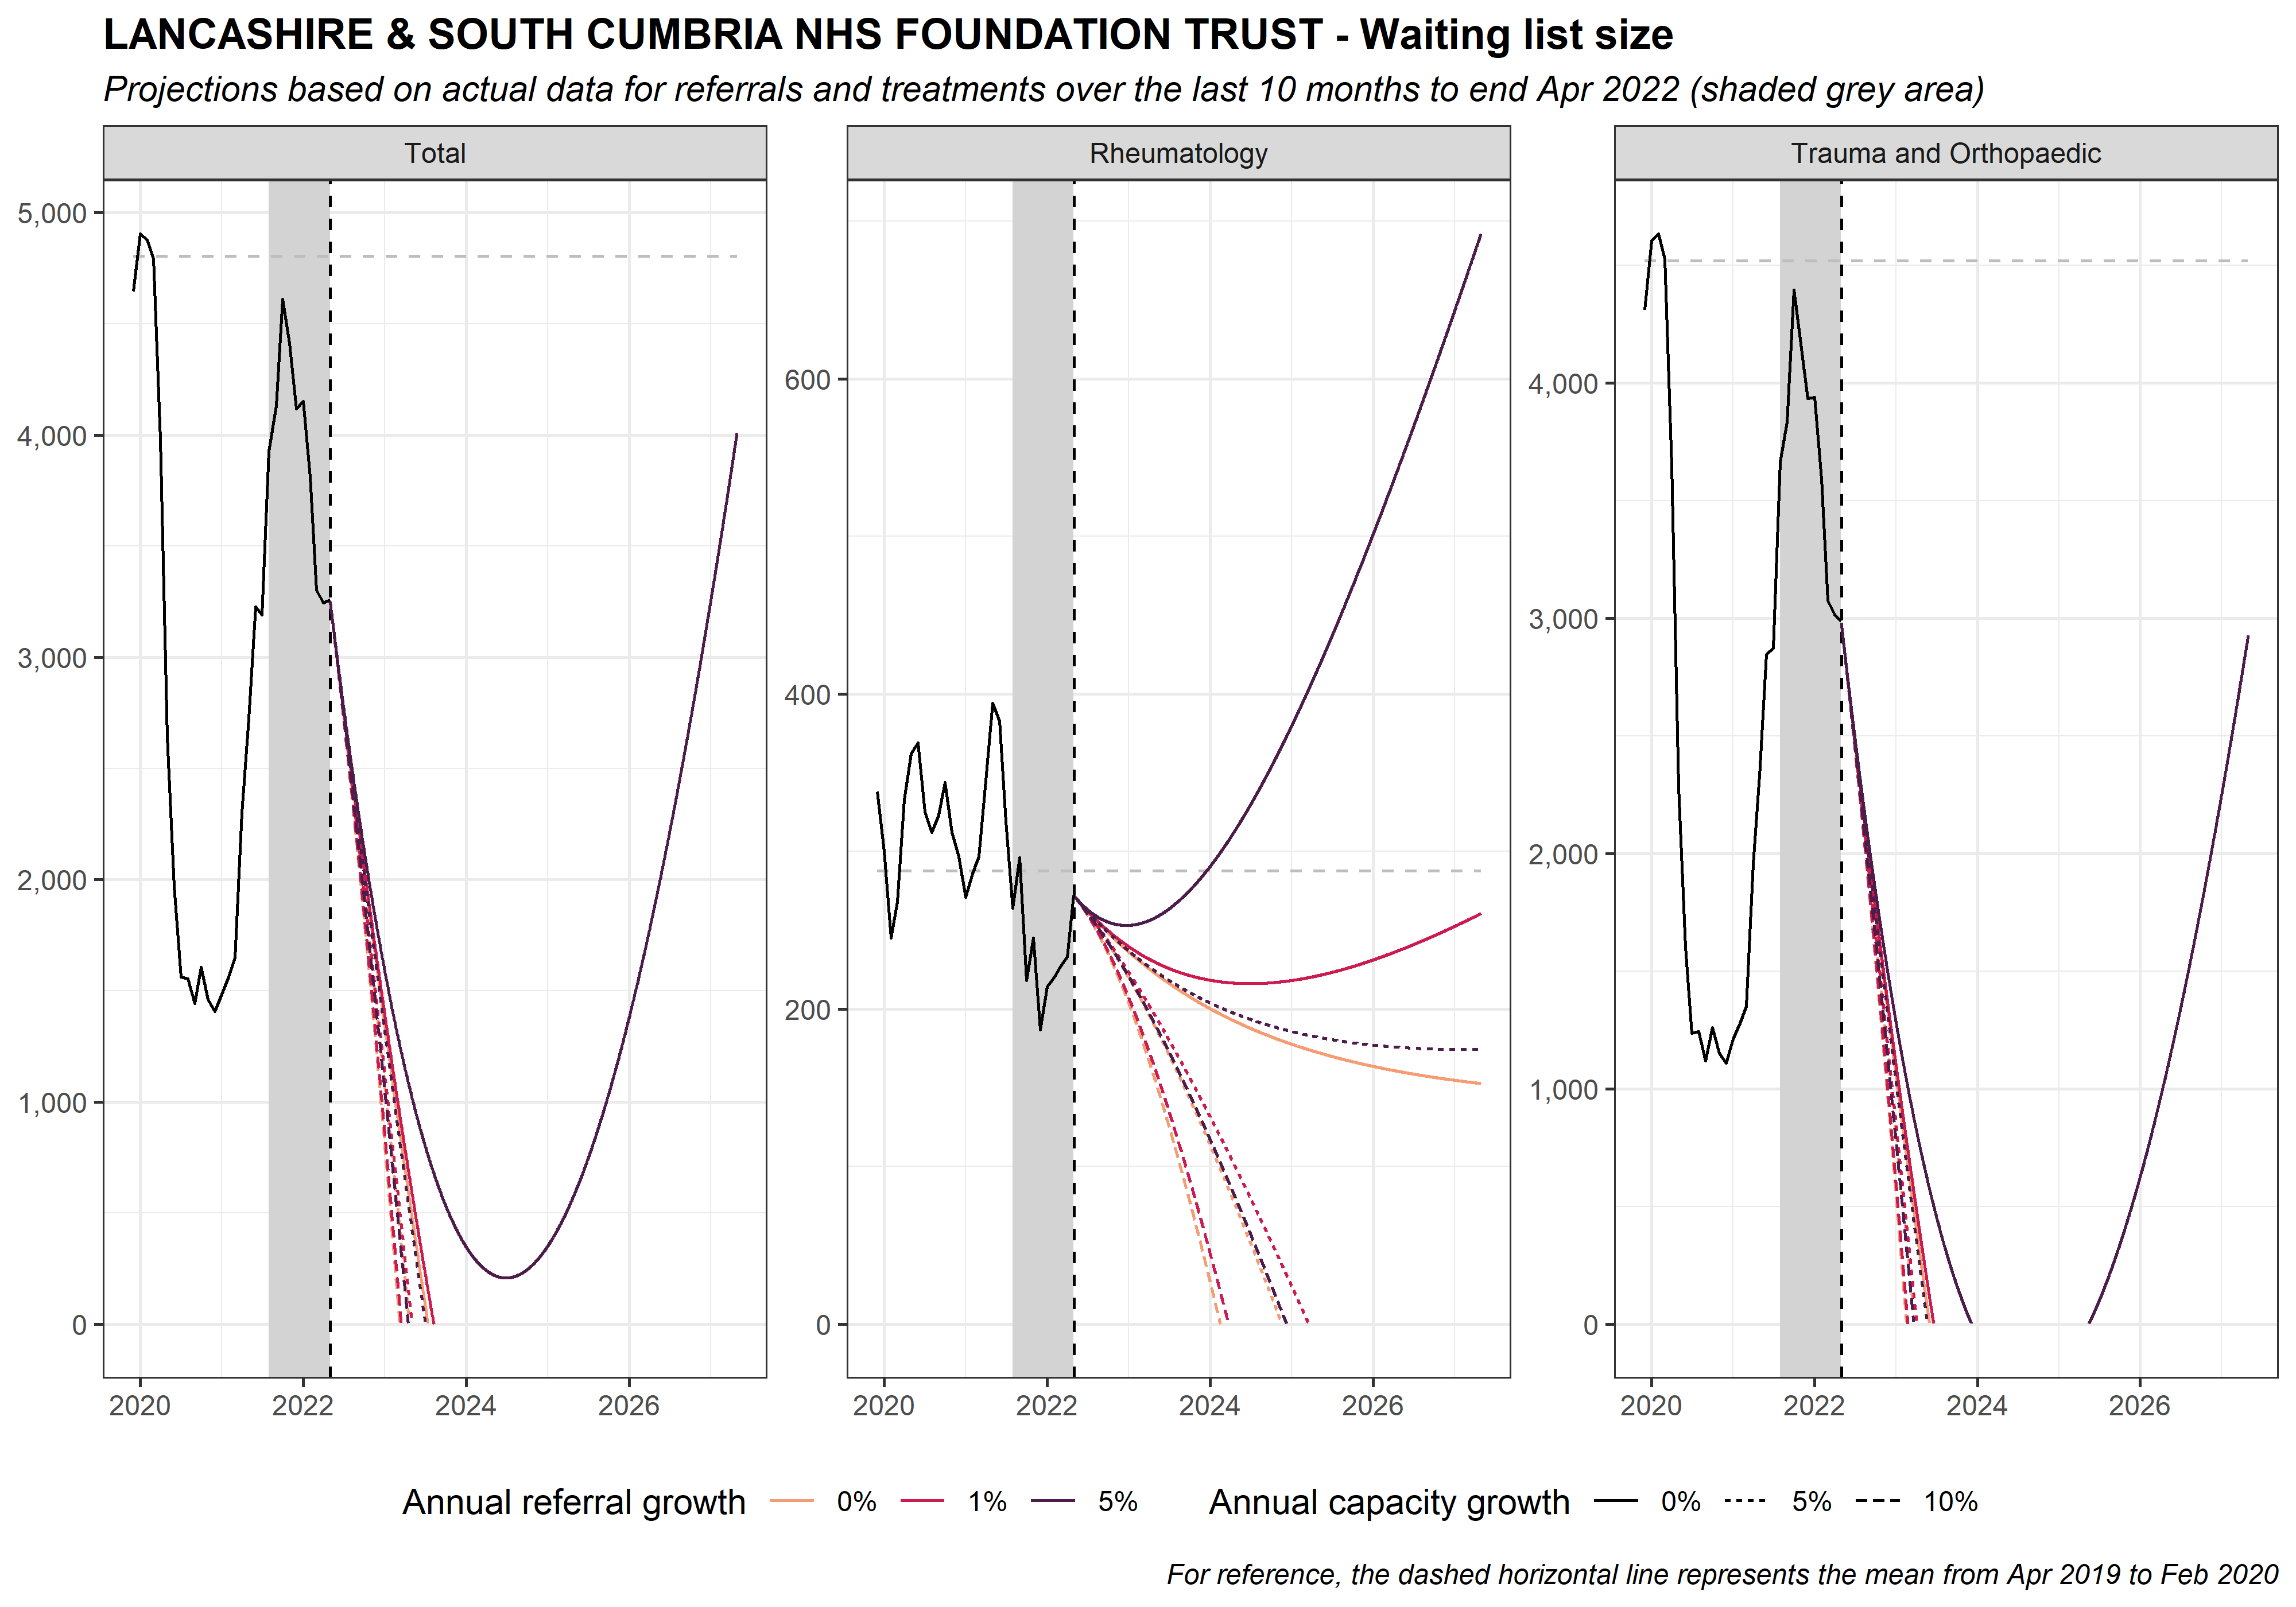 LANCASHIRE & SOUTH CUMBRIA NHS FOUNDATION TRUST - Waiting list size
Projections based on actual data for referrals and treatments over the last 10 months to end Apr 2022 (shaded grey area)
Total
5,000
4,000
3,000
2,000
1,000
0
2020 2022 2024 2026
Rheumatology
600
400
200
0
2020 2022 2024 2026
Trauma and Orthopaedic
4,000
3,000
2,000
1,000
0
2020 2022 2024 2026
Annual referral growth 0% 1% 5% Annual capacity growth 0% 5% 10%
For reference, the dashed horizontal line represents the mean from Apr 2019 to Feb 2020